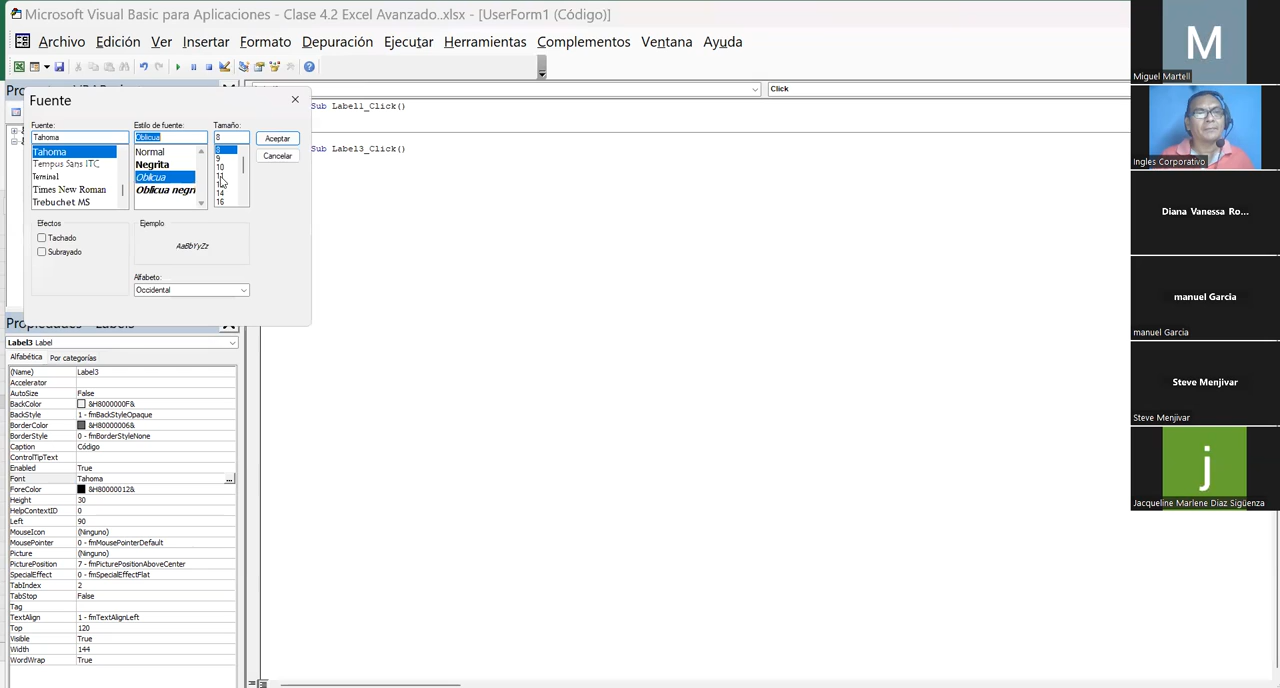 Microsoft Visual Basic para Aplicaciones - Clase 4.2 Excel Avanzado..xlsx - [UserForm1 (Código)]
Archivo Edición Ver Insertar Formato Depuración Ejecutar Herramientas Complementos Ventana Ayuda
Click
Fuente
Fuente:
Tahoma
Tahoma
Tempus Sans ITC
Terminal
Times New Roman
Trebuchet MS
Estilo de fuente:
Oblicua
Normal
Negrita
Oblicua
Oblicua negri
Tamaño:
8
8
9
10
11
14
16
Aceptar
Cancelar
Efectos
Tachado
Subrayado
Ejemplo
AaBbYyZz
Alfabeto:
Occidental
Sub Label1_Click()
Sub Label3_Click()
Label3 Label
Alfabética Por categorías
(Name) Label3
Accelerator
AutoSize False
BackColor &H8000000F&
BackStyle 1 - fmBackStyleOpaque
BorderColor &H80000006&
BorderStyle 0 - fmBorderStyleNone
Caption Código
ControlTipText
Enabled True
Font Tahoma ...
ForeColor &H80000012&
Height 30
HelpContextID 0
Left 90
MouseIcon (Ninguno)
MousePointer 0 - fmMousePointerDefault
Picture (Ninguno)
PicturePosition 7 - fmPicturePositionAboveCenter
SpecialEffect 0 - fmSpecialEffectFlat
TabIndex 2
TabStop False
Tag
TextAlign 1 - fmTextAlignLeft
Top 120
Visible True
Width 144
WordWrap True
M
Miguel Martell
Ingles Corporativo
Diana Vanessa Ro...
manuel Garcia
manuel Garcia
Steve Menjivar
Steve Menjivar
j
Jacqueline Marlene Diaz Sigüenza